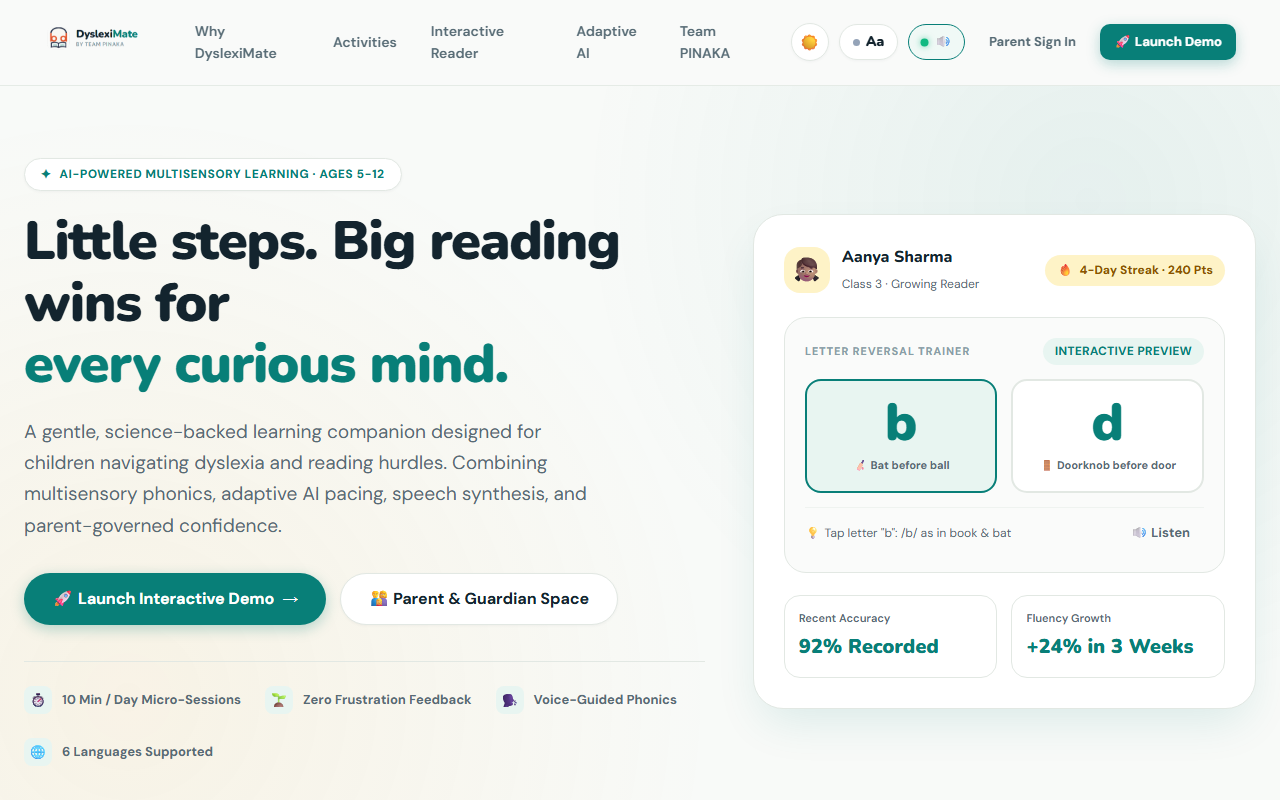 DyslexiMate
BY TEAM PINAKA
Why
DyslexiMate
Activities
Interactive
Reader
Adaptive
AI
Team
PINAKA
Aa
Parent Sign In
🚀 Launch Demo
✦ AI-POWERED MULTISENSORY LEARNING · AGES 5–12
Little steps. Big reading
wins for
every curious mind.
A gentle, science-backed learning companion designed for
children navigating dyslexia and reading hurdles. Combining
multisensory phonics, adaptive AI pacing, speech synthesis, and
parent-governed confidence.
🚀 Launch Interactive Demo →
Parent & Guardian Space
10 Min / Day Micro-Sessions
Zero Frustration Feedback
Voice-Guided Phonics
6 Languages Supported
Aanya Sharma
Class 3 · Growing Reader
🔥 4-Day Streak · 240 Pts
LETTER REVERSAL TRAINER
INTERACTIVE PREVIEW
b
Bat before ball
d
🚪 Doorknob before door
💡 Tap letter "b": /b/ as in book & bat
🔊 Listen
Recent Accuracy
92% Recorded
Fluency Growth
+24% in 3 Weeks